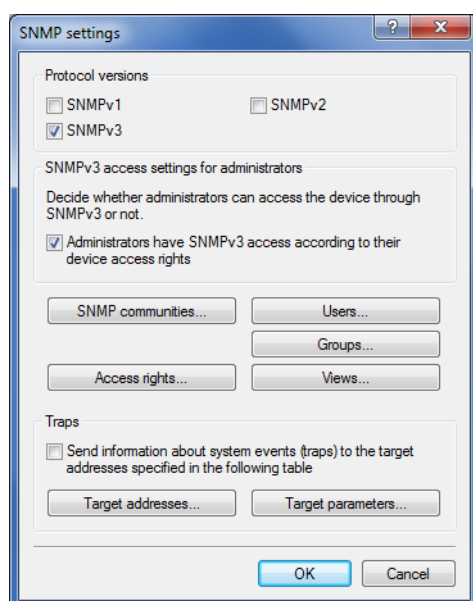 SNMP settings
Protocol versions
SNMPv1
SNMPv2
SNMPv3
SNMPv3 access settings for administrators
Decide whether administrators can access the device through
SNMPv3 or not.
Administrators have SNMPv3 access according to their
device access rights
SNMP communities...
Users...
Groups...
Access rights...
Views...
Traps
Send information about system events (traps) to the target
addresses specified in the following table
Target addresses...
Target parameters...
OK
Cancel